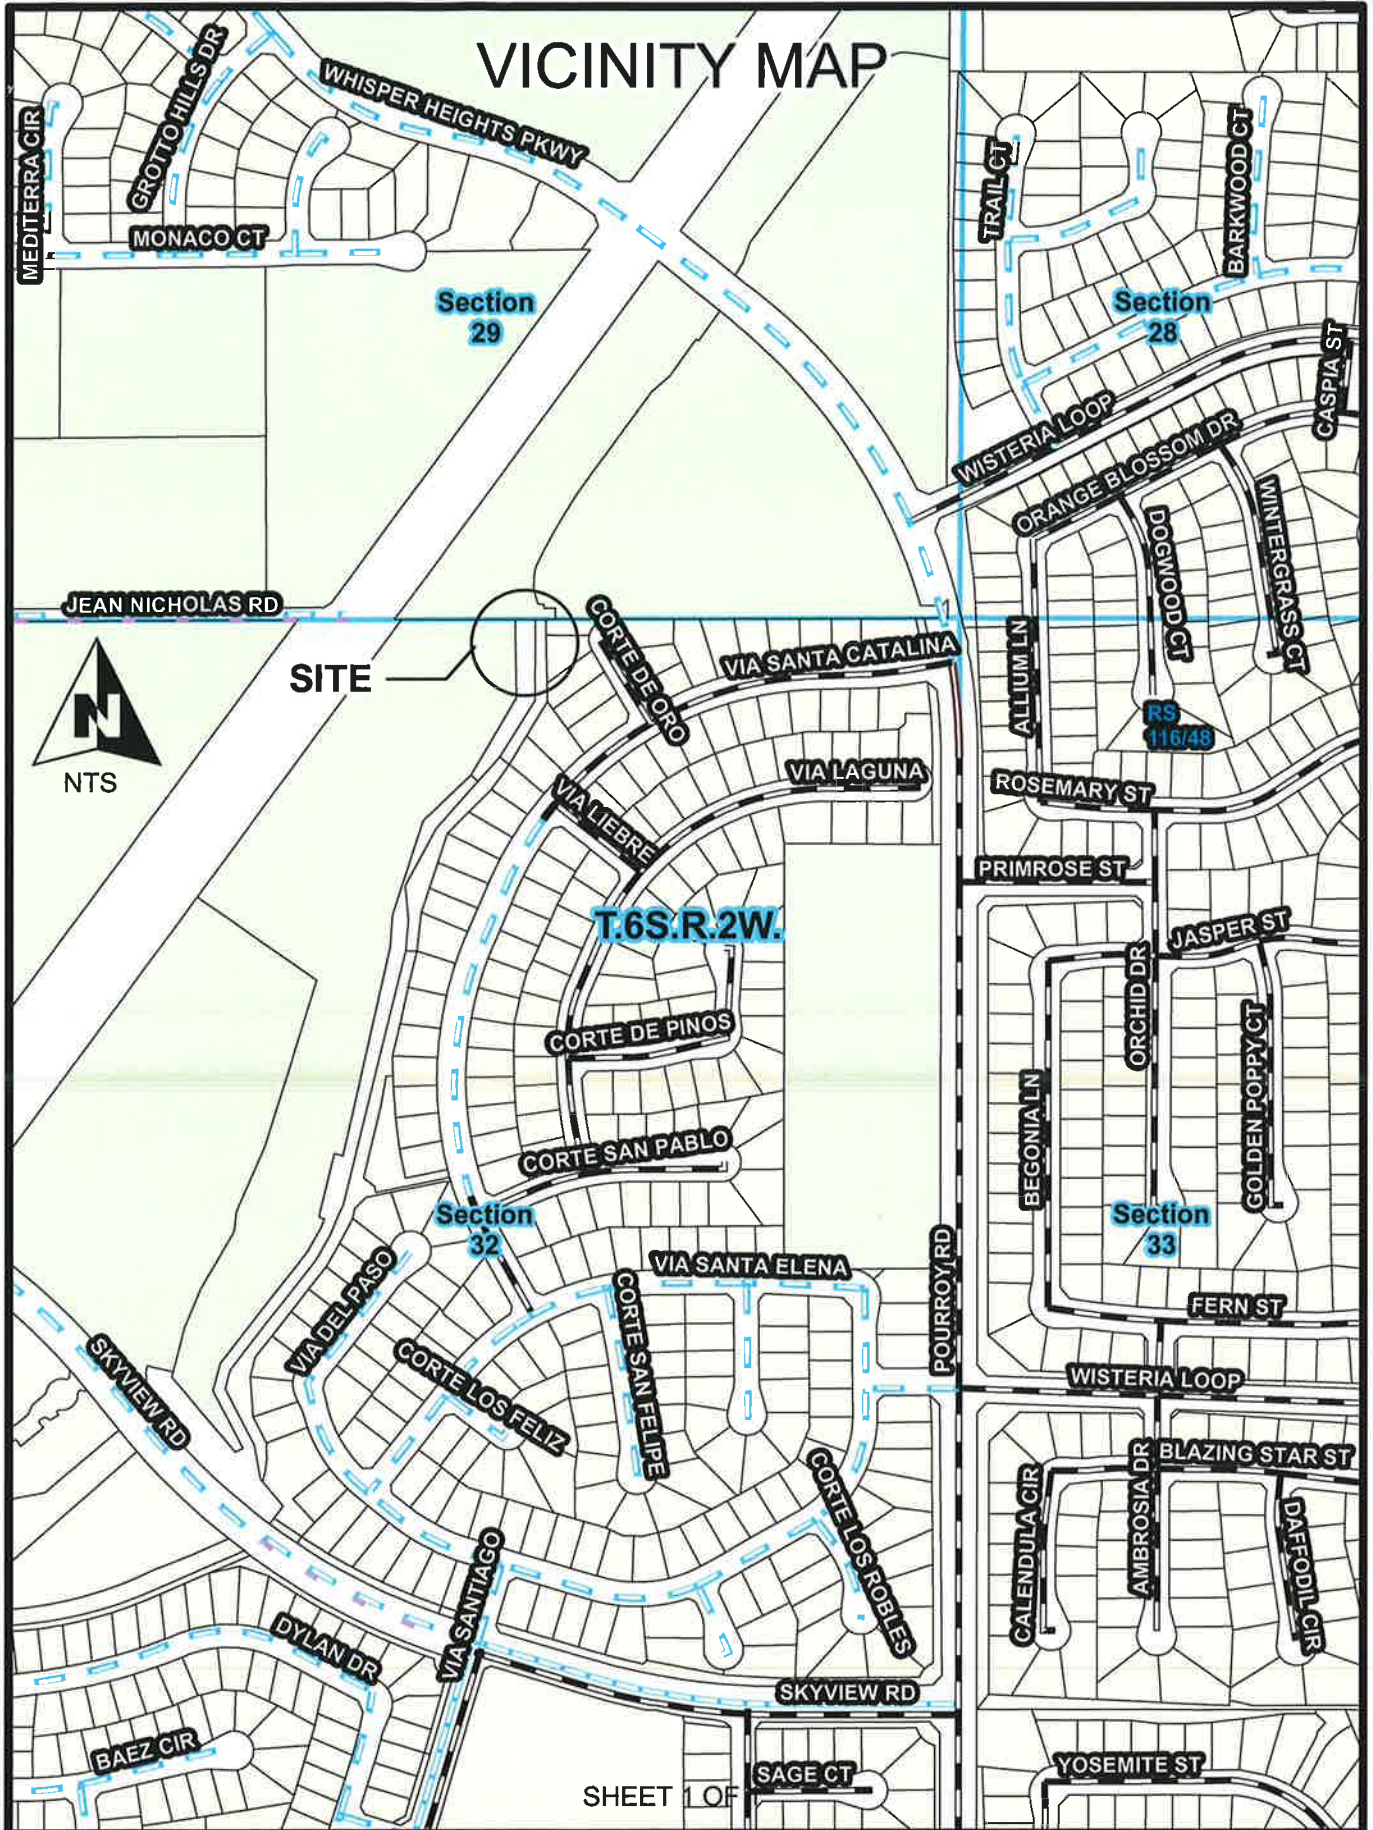 VICINITY MAP
GROTTO HILLS DR
WHISPER HEIGHTS PKWY
MEDITERRA CIR
MONACO CT
TRAIL CT
BARKWOOD CT
Section
29
Section
28
CASPIA ST
WISTERIA LOOP
ORANGE BLOSSOM DR
WINTERGRASS CT
DOGWOOD CT
JEAN NICHOLAS RD
CORTE DE ORO
VIA SANTA CATALINA
ALLIUM LN
SITE
N
NTS
RS
116/48
VIA LAGUNA
VIA LIEBRE
ROSEMARY ST
PRIMROSE ST
T.6S.R.2W.
JASPER ST
ORCHID DR
CORTE DE PINOS
GOLDEN POPPY CT
BEGONIA LN
CORTE SAN PABLO
Section
32
Section
33
VIA DEL PASO
VIA SANTA ELENA
POURROY RD
CORTE SAN FELIPE
FERN ST
SKYVIEW RD
CORTE LOS FELIZ
WISTERIA LOOP
BLAZING STAR ST
CORTE LOS ROBLES
CALENDULA CIR
AMBROSIA DR
DAFFODIL CIR
VIA SANTIAGO
DYLAN DR
SKYVIEW RD
BAEZ CIR
SAGE CT
YOSEMITE ST
SHEET 1 OF